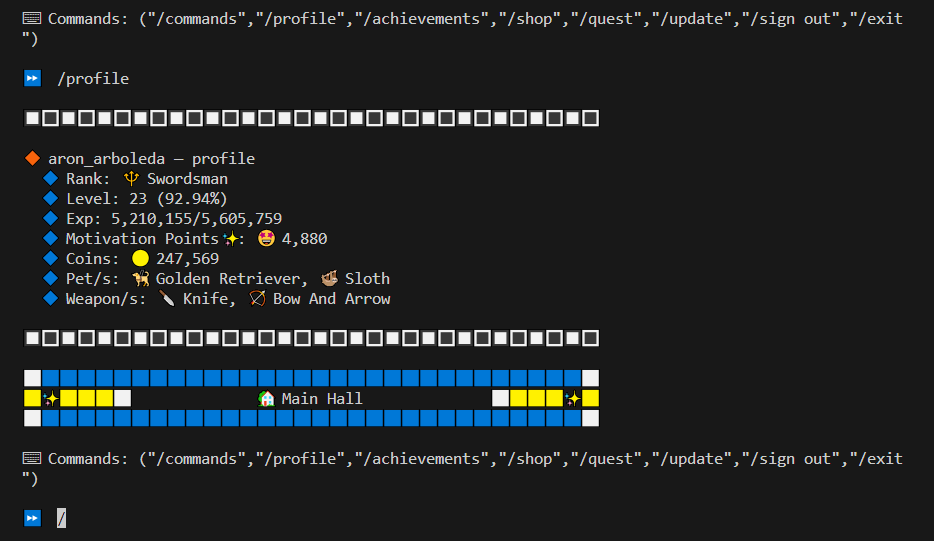 Commands: ("/commands","/profile","/achievements","/shop","/quest","/update","/sign out","/exit
")
/profile
aron_arboleda — profile
Rank: 🔱 Swordsman
Level: 23 (92.94%)
Exp: 5,210,155/5,605,759
Motivation Points✨: 🤩 4,880
Coins: 🟡 247,569
Pet/s: 🐕‍🦺 Golden Retriever, 🦥 Sloth
Weapon/s: 🔪 Knife, 🏹 Bow And Arrow
🏠 Main Hall
Commands: ("/commands","/profile","/achievements","/shop","/quest","/update","/sign out","/exit
")
/